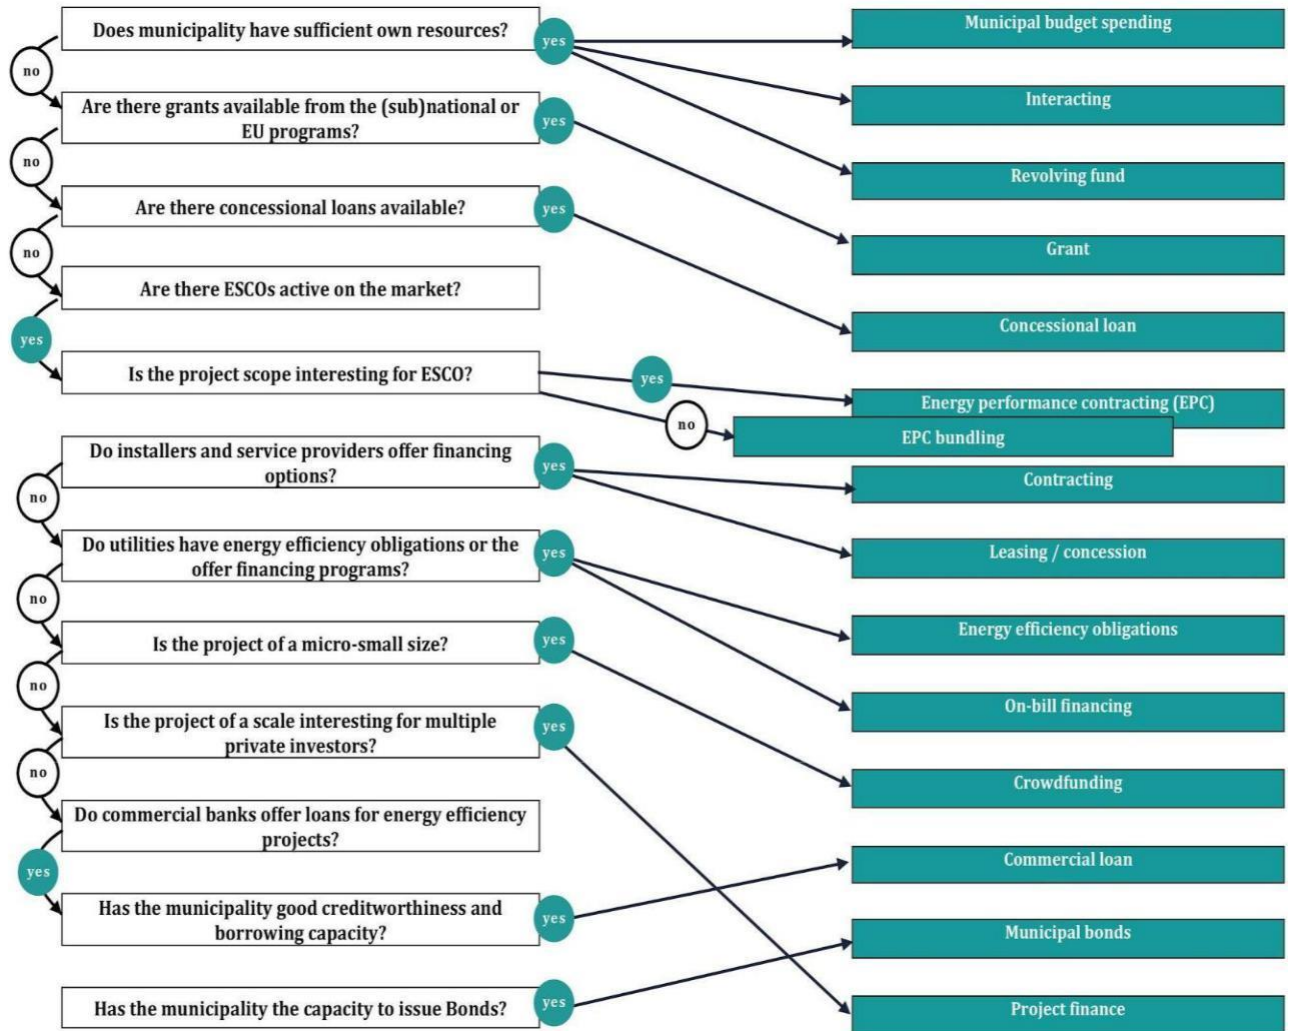 Does municipality have sufficient own resources?
yes
Municipal budget spending
no
Interacting
Are there grants available from the (sub)national or
EU programs?
yes
Revolving fund
no
Are there concessional loans available?
yes
Grant
no
Are there ESCOs active on the market?
Concessional loan
yes
Is the project scope interesting for ESCO?
yes
Energy performance contracting (EPC)
no
EPC bundling
Do installers and service providers offer financing
options?
yes
Contracting
no
Do utilities have energy efficiency obligations or the
offer financing programs?
yes
Leasing / concession
no
Is the project of a micro-small size?
yes
Energy efficiency obligations
no
Is the project of a scale interesting for multiple
private investors?
yes
On-bill financing
no
Crowdfunding
Do commercial banks offer loans for energy efficiency
projects?
yes
Commercial loan
Has the municipality good creditworthiness and
borrowing capacity?
yes
Municipal bonds
Has the municipality the capacity to issue Bonds?
yes
Project finance